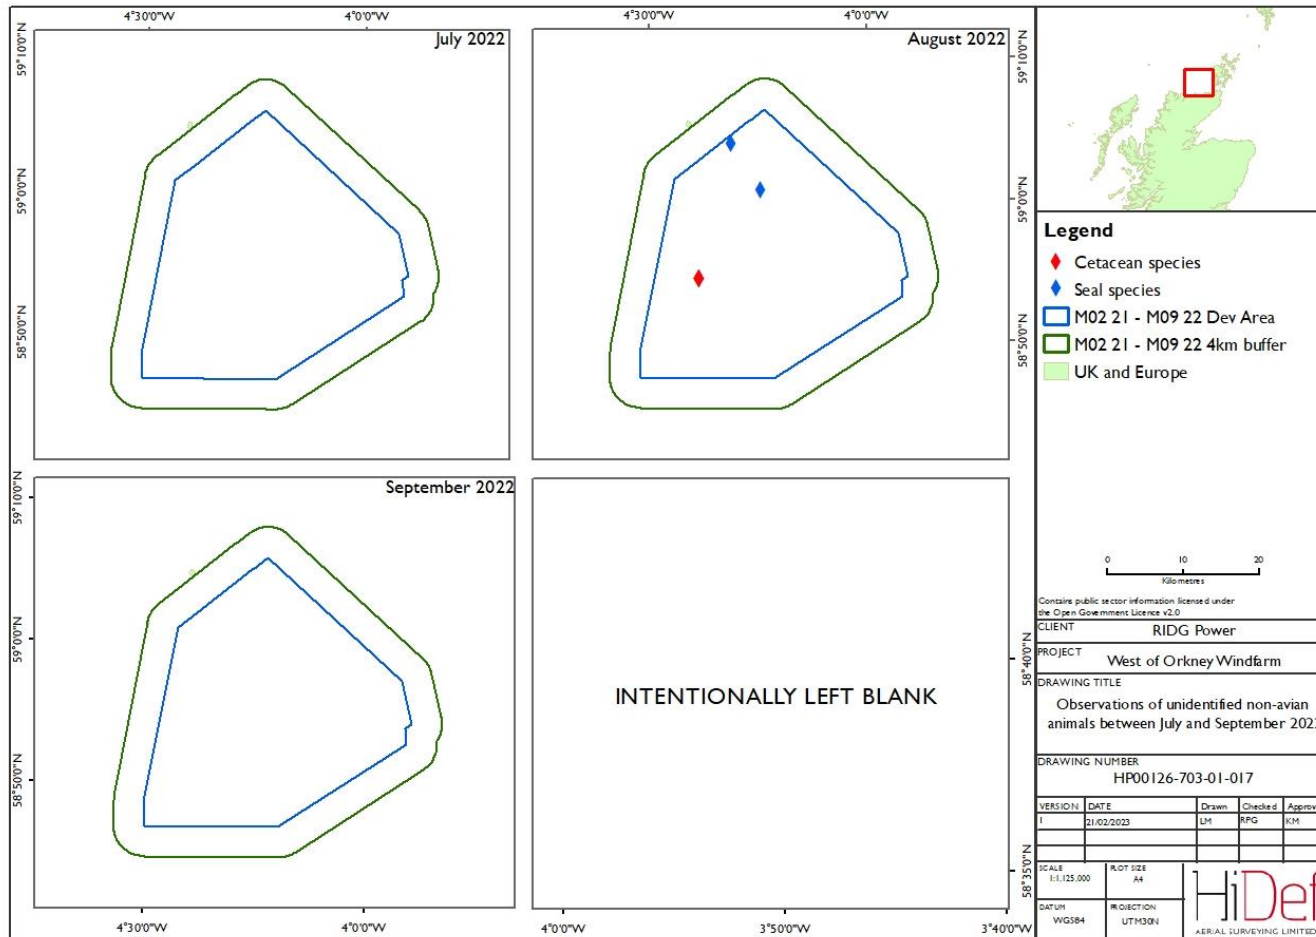 4°30'0"W
4°0'0"W
4°30'0"W
4°0'0"W
July 2022
August 2022
59°10'0"N
59°0'0"N
58°50'0"N
59°10'0"N
59°0'0"N
58°50'0"N
Legend
Cetacean species
Seal species
M02 21 - M09 22 Dev Area
M02 21 - M09 22 4km buffer
UK and Europe
September 2022
59°10'0"N
59°0'0"N
58°50'0"N
INTENTIONALLY LEFT BLANK
58°40'0"N
58°35'0"N
4°30'0"W
4°0'0"W
4°0'0"W
3°50'0"W
3°40'0"W
0 10 20
Kilometres
Contains public sector information licensed under
the Open Government Licence v2.0
CLIENT
RIDG Power
PROJECT
West of Orkney Windfarm
DRAWING TITLE
Observations of unidentified non-avian
animals between July and September 202
DRAWING NUMBER
HP00126-703-01-017
VERSION DATE Drawn Checked Approv
1 21/02/2023 LM RPG KM
SCALE
1:1,125,000
PLOT SIZE
A4
DATUM
WGS84
PROJECTION
UTM30N
HiDef
AERIAL SURVEYING LIMITED